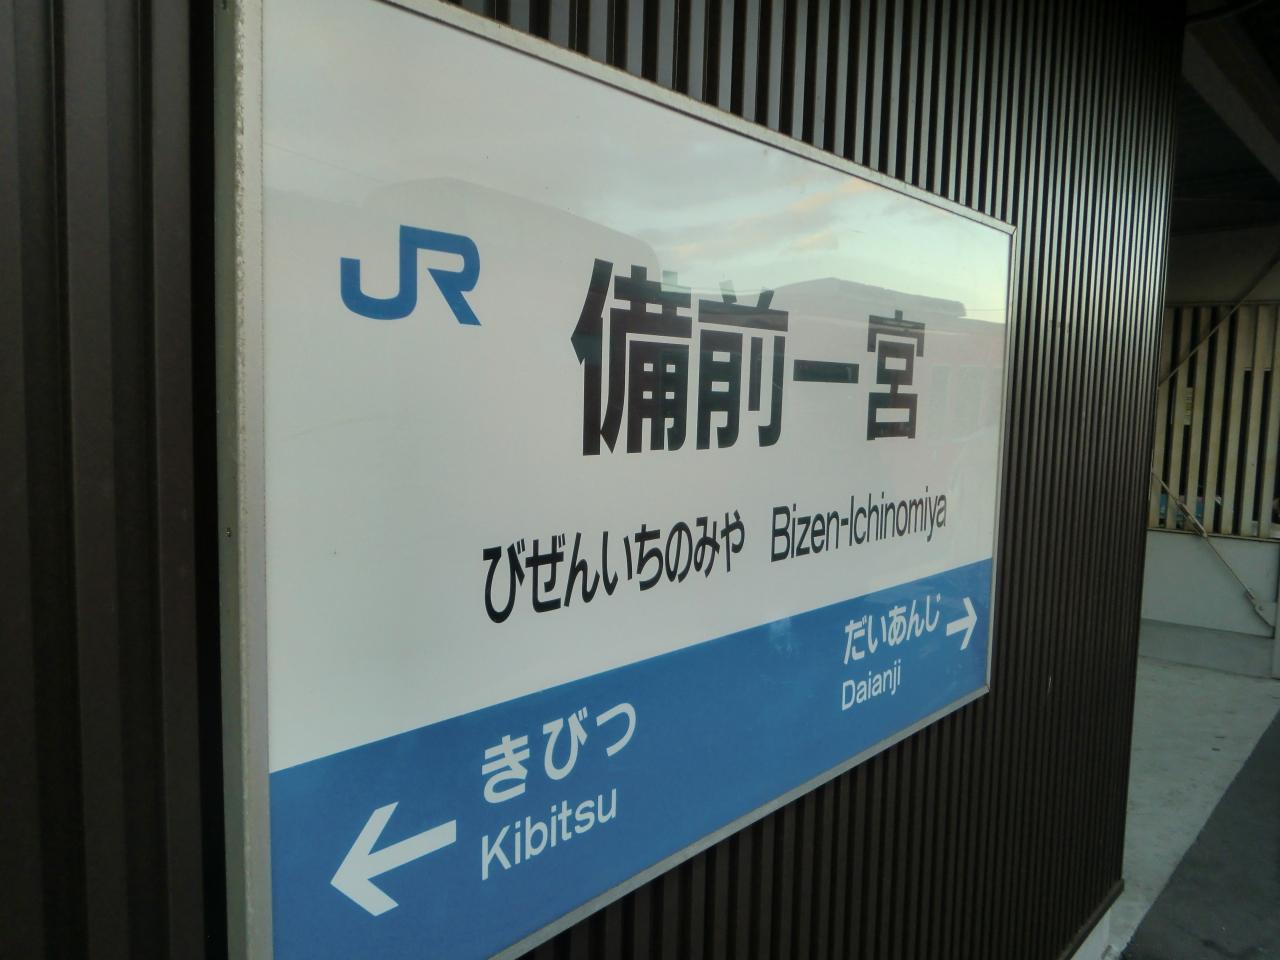 JR
備前一宮
びぜんいちのみや Bizen-Ichinomiya
だいあんじ →
Daianji
← きびつ
Kibitsu